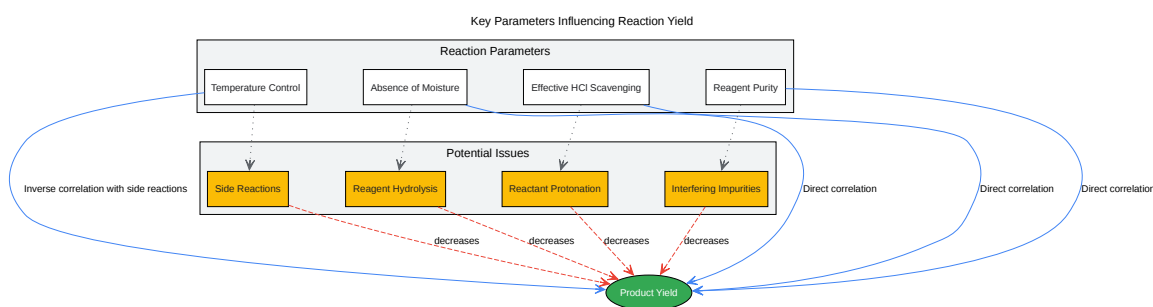 Key Parameters Influencing Reaction Yield
Reaction Parameters
Temperature Control
Absence of Moisture
Effective HCl Scavenging
Reagent Purity
Potential Issues
Side Reactions
Reagent Hydrolysis
Reactant Protonation
Interfering Impurities
Inverse correlation with side reactions
Direct correlation
Direct correlation
Direct correlation
decreases
decreases
decreases
decreases
Product Yield